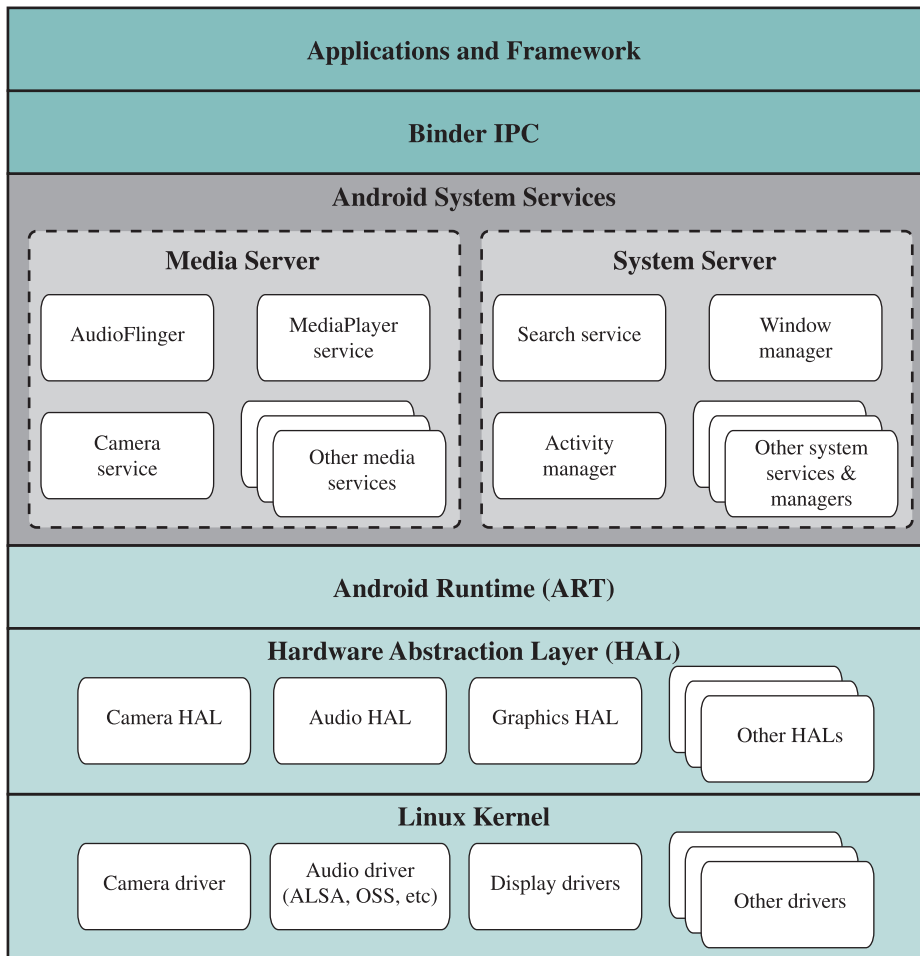 Applications and Framework
Binder IPC
Android System Services
Media Server
AudioFlinger
MediaPlayer
service
Camera
service
Other media
services
System Server
Search service
Window
manager
Activity
manager
Other system
services &
managers
Android Runtime (ART)
Hardware Abstraction Layer (HAL)
Camera HAL
Audio HAL
Graphics HAL
Other HALs
Linux Kernel
Camera driver
Audio driver
(ALSA, OSS, etc)
Display drivers
Other drivers